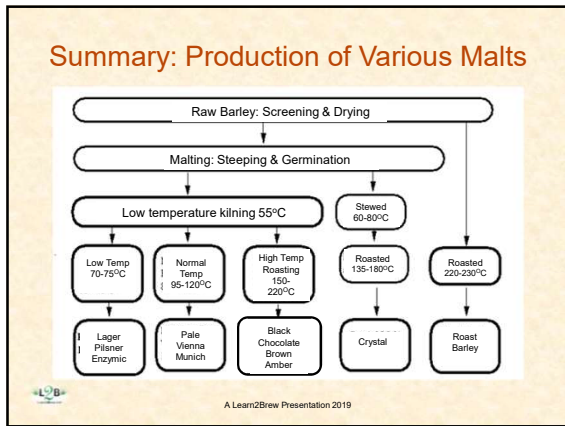 Summary: Production of Various Malts
Raw Barley: Screening & Drying
Malting: Steeping & Germination
Low temperature kilning 55°C
Stewed
60-80°C
Low Temp
70-75°C
Normal
Temp
95-120°C
High Temp
Roasting
150-
220°C
Roasted
135-180°C
Roasted
220-230°C
Lager
Pilsner
Enzymic
Pale
Vienna
Munich
Black
Chocolate
Brown
Amber
Crystal
Roast
Barley
L2B
A Learn2Brew Presentation 2019